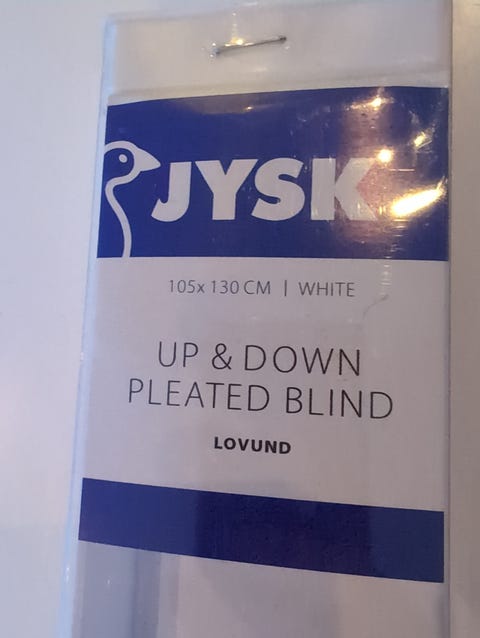 JYSK
105x 130 CM | WHITE
UP & DOWN
PLEATED BLIND
LOVUND